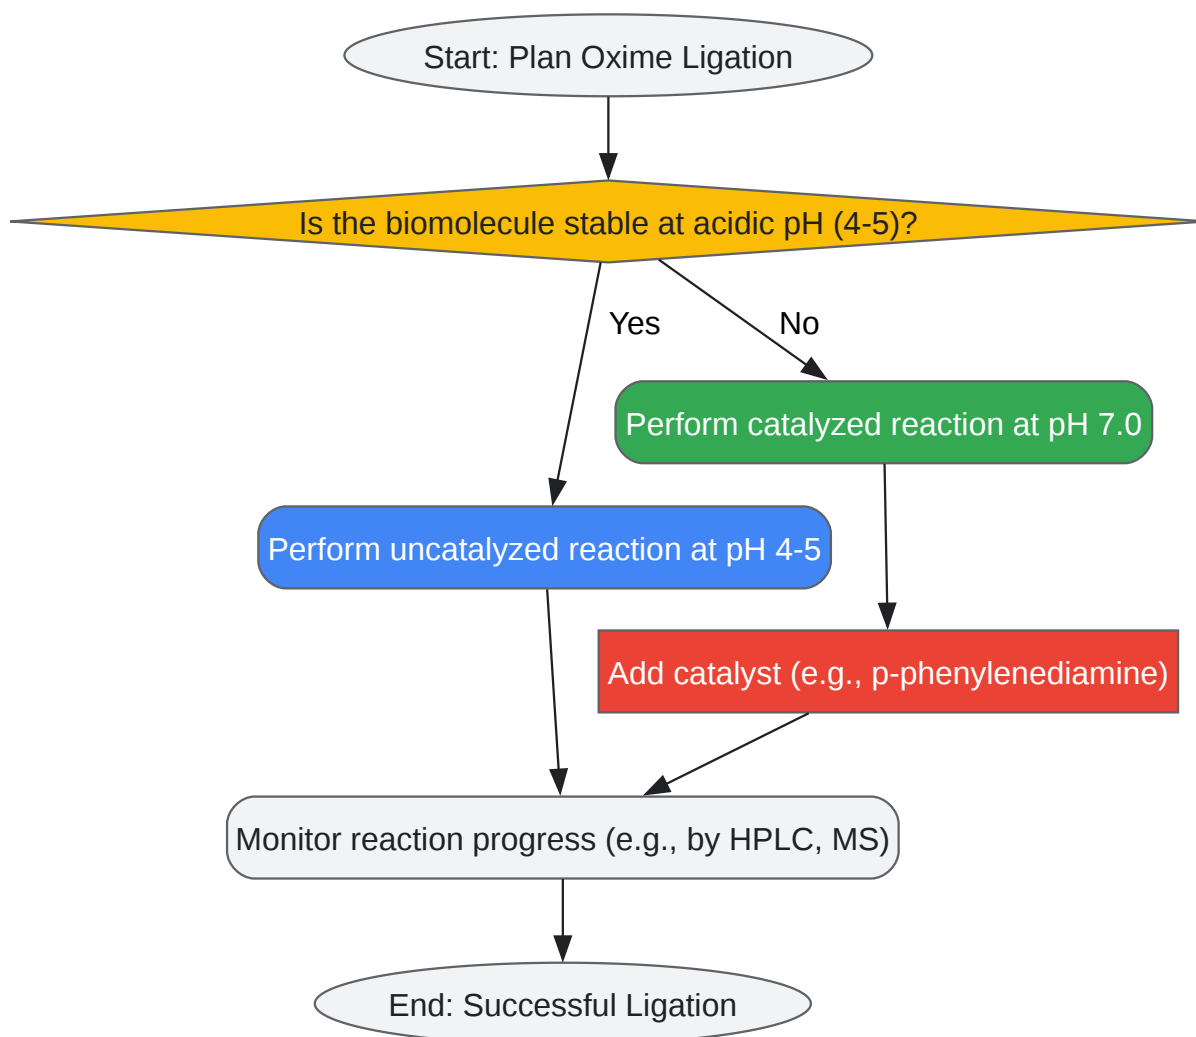 Start: Plan Oxime Ligation
Is the biomolecule stable at acidic pH (4-5)?
Yes
No
Perform catalyzed reaction at pH 7.0
Perform uncatalyzed reaction at pH 4-5
Add catalyst (e.g., p-phenylenediamine)
Monitor reaction progress (e.g., by HPLC, MS)
End: Successful Ligation